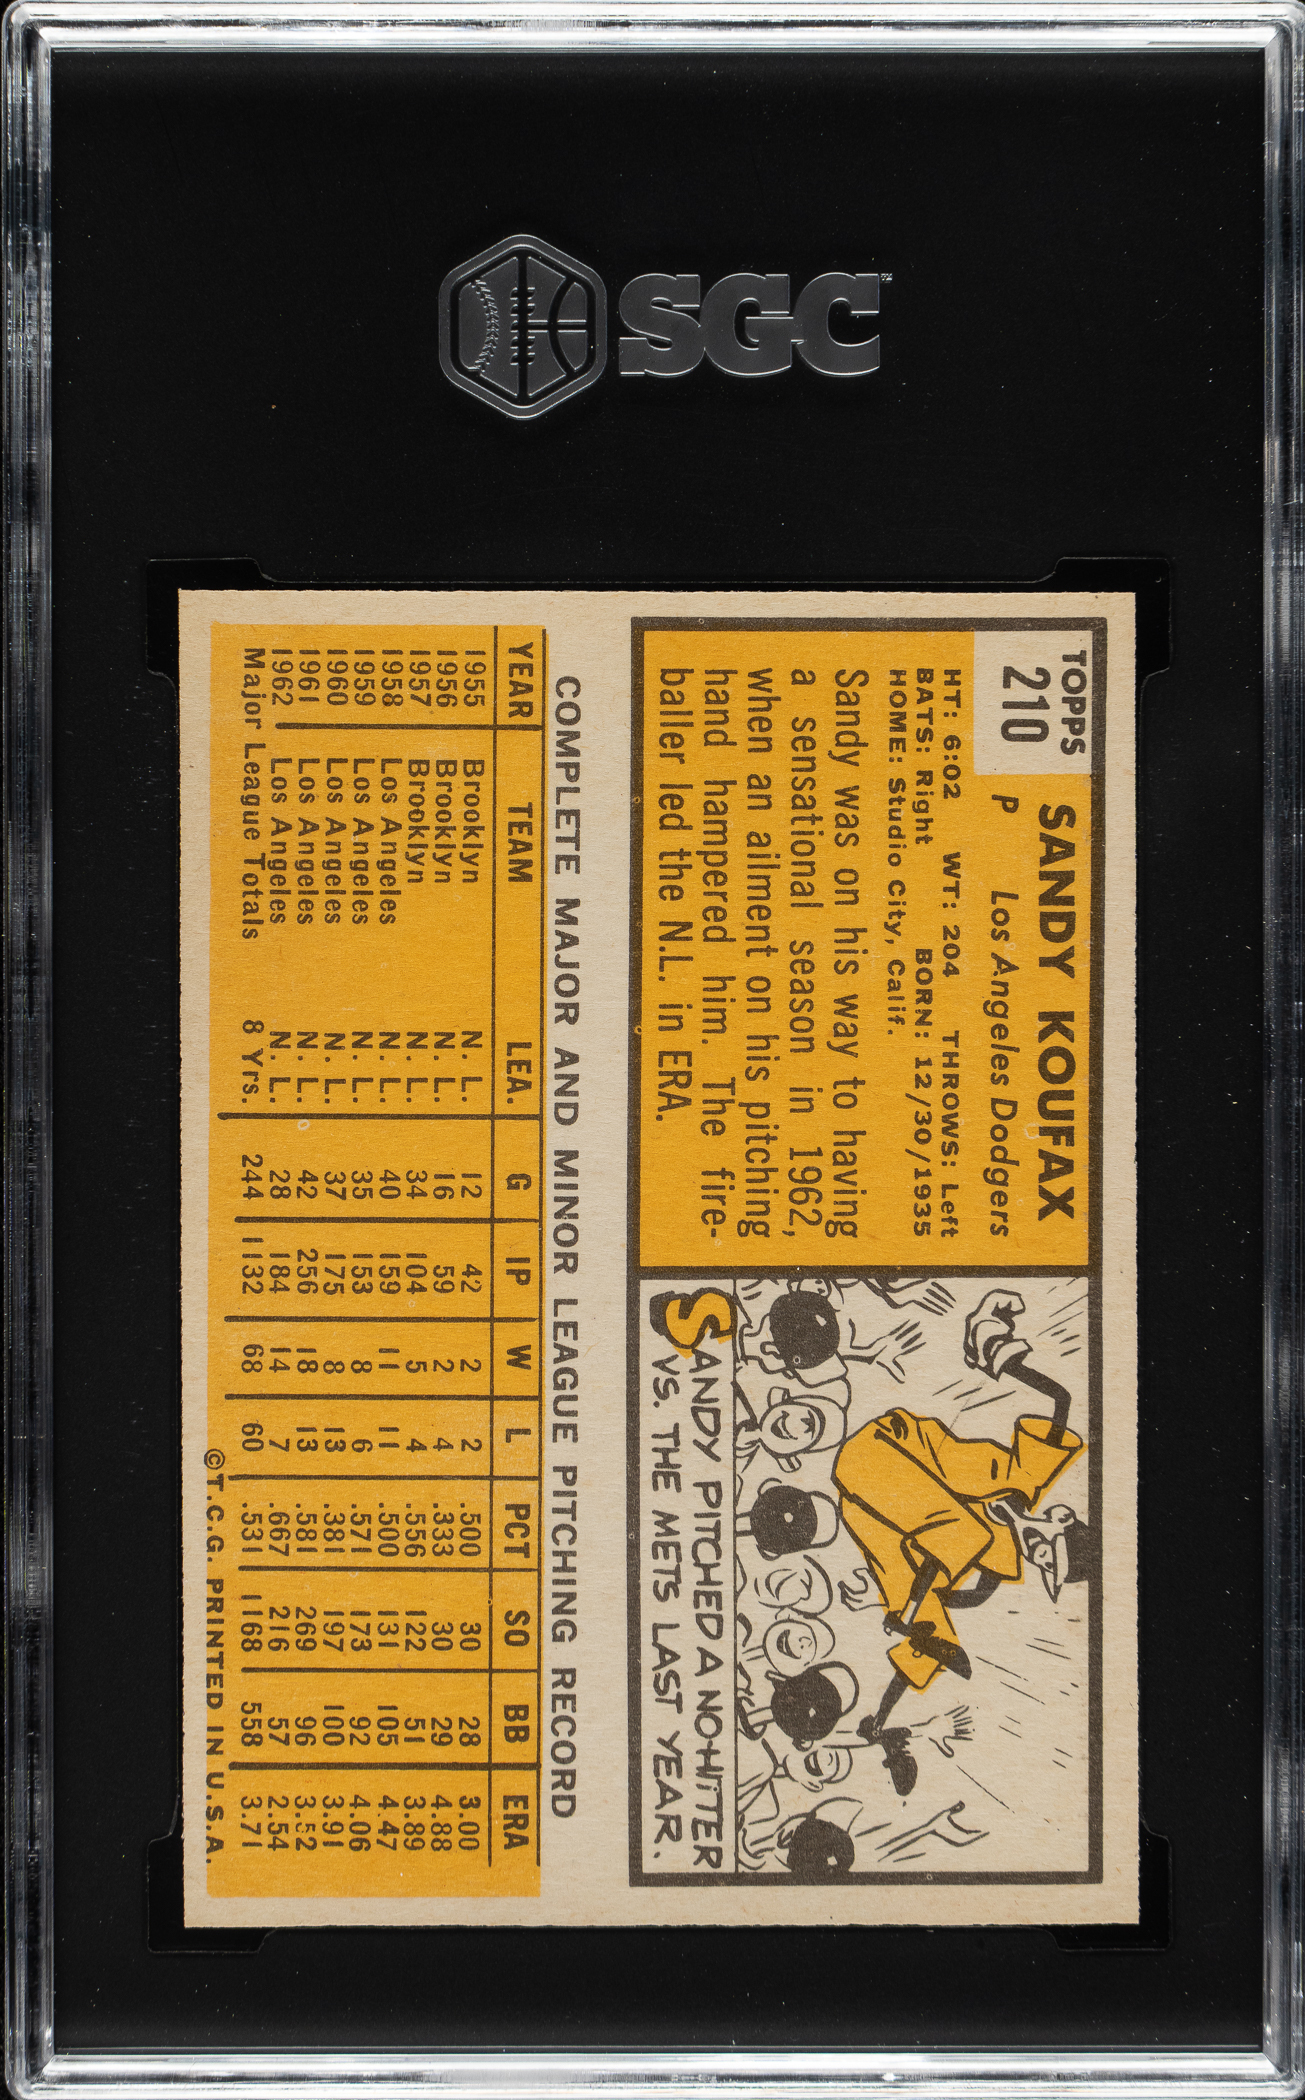 SGC™
TOPPS
210
SANDY KOUFAX
P Los Angeles Dodgers
HT: 6:02 WT: 204 THROWS: Left
BATS: Right BORN: 12/30/1935
HOME: Studio City, Calif.
Sandy was on his way to having
a sensational season in 1962,
when an ailment on his pitching
hand hampered him. The fire-
baller led the N.L. in ERA.
SANDY PITCHED A NO-HITTER
VS. THE METS LAST YEAR.
COMPLETE MAJOR AND MINOR LEAGUE PITCHING RECORD
YEAR TEAM LEA. G IP W L PCT SO BB ERA
1955 Brooklyn N. L. 12 42 2 2 .500 30 28 3.00
1956 Brooklyn N. L. 16 59 2 4 .333 30 29 4.88
1957 Brooklyn N. L. 34 104 5 4 .556 122 51 3.89
1958 Los Angeles N. L. 40 159 11 11 .500 131 105 4.47
1959 Los Angeles N. L. 35 153 8 6 .571 173 92 4.06
1960 Los Angeles N. L. 37 175 8 13 .381 197 100 3.91
1961 Los Angeles N. L. 42 256 18 13 .581 269 96 3.52
1962 Los Angeles N. L. 28 184 14 7 .667 216 57 2.54
Major League Totals 8 Yrs. 244 1132 68 60 .531 1168 558 3.71
©T.C.G. PRINTED IN U.S.A.